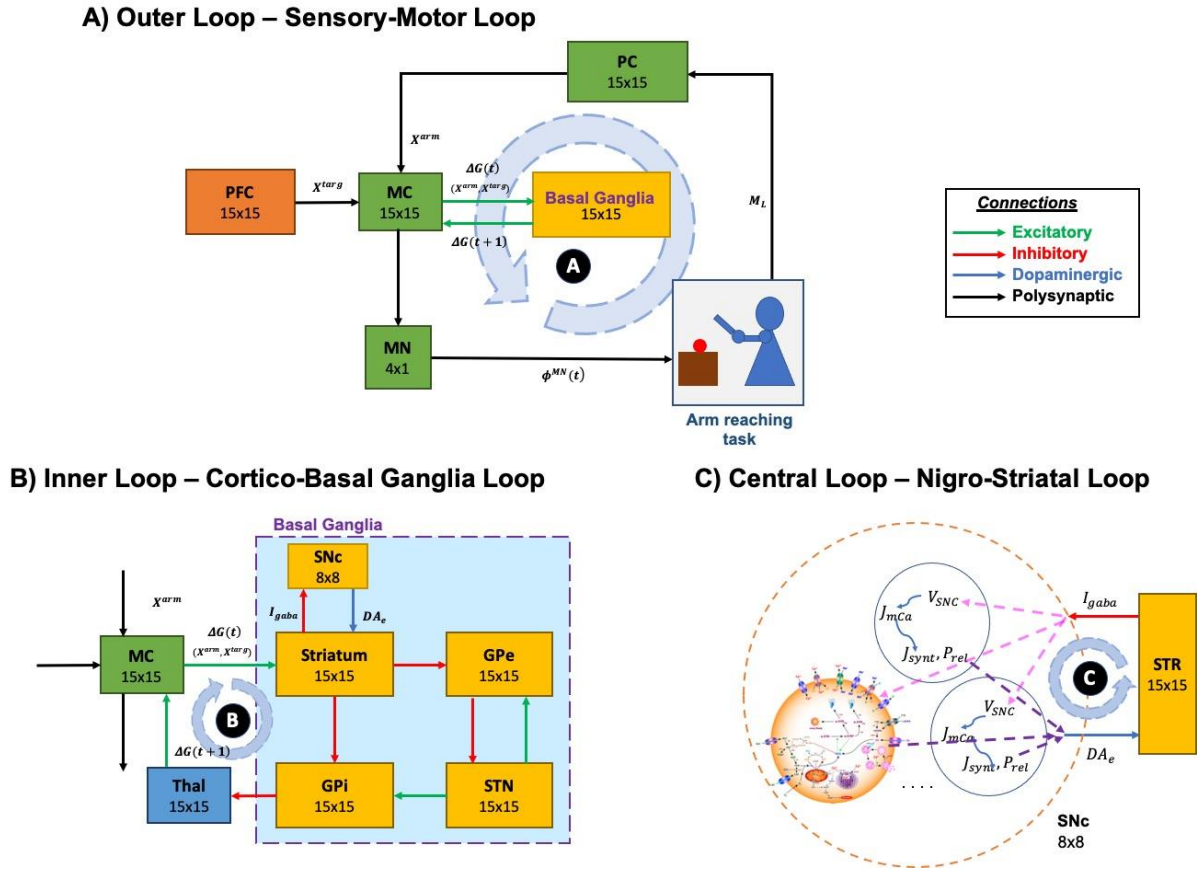 A) Outer Loop – Sensory-Motor Loop
PC
15x15
X^arm
M_L
PFC
15x15
X^targ
MC
15x15
ΔG(t)
(X^arm, X^targ)
ΔG(t+1)
Basal Ganglia
15x15
A
MN
4x1
ϕ^MN(t)
Arm reaching
task
Connections
Excitatory
Inhibitory
Dopaminergic
Polysynaptic
B) Inner Loop – Cortico-Basal Ganglia Loop
Basal Ganglia
SNc
8x8
X^arm
I_gaba
DA_e
MC
15x15
ΔG(t)
(X^arm, X^targ)
Striatum
15x15
GPe
15x15
B
ΔG(t+1)
Thal
15x15
GPi
15x15
STN
15x15
C) Central Loop – Nigro-Striatal Loop
I_gaba
V_SNC
J_mCa
J_synt, P_rel
STR
15x15
C
V_SNC
J_mCa
J_synt, P_rel
DA_e
. . . .
SNc
8x8